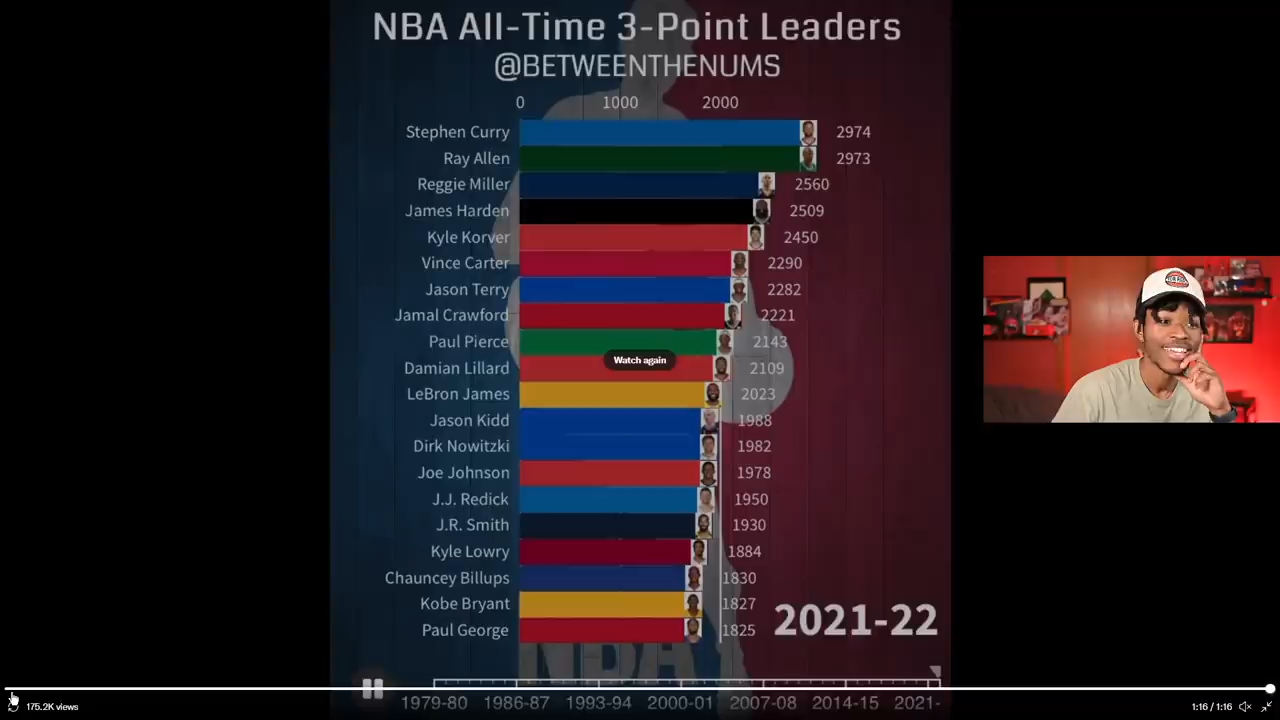 NBA All-Time 3-Point Leaders
@BETWEENTHENUMS
0 1000 2000
Stephen Curry 2974
Ray Allen 2973
Reggie Miller 2560
James Harden 2509
Kyle Korver 2450
Vince Carter 2290
Jason Terry 2282
Jamal Crawford 2221
Paul Pierce 2143
Watch again
Damian Lillard 2109
LeBron James 2023
Jason Kidd 1988
Dirk Nowitzki 1982
Joe Johnson 1978
J.J. Redick 1950
J.R. Smith 1930
Kyle Lowry 1884
Chauncey Billups 1830
Kobe Bryant 1827
Paul George 1825
2021-22
NBA
1979-80 1986-87 1993-94 2000-01 2007-08 2014-15 2021-
175.2K views 1:16 / 1:16